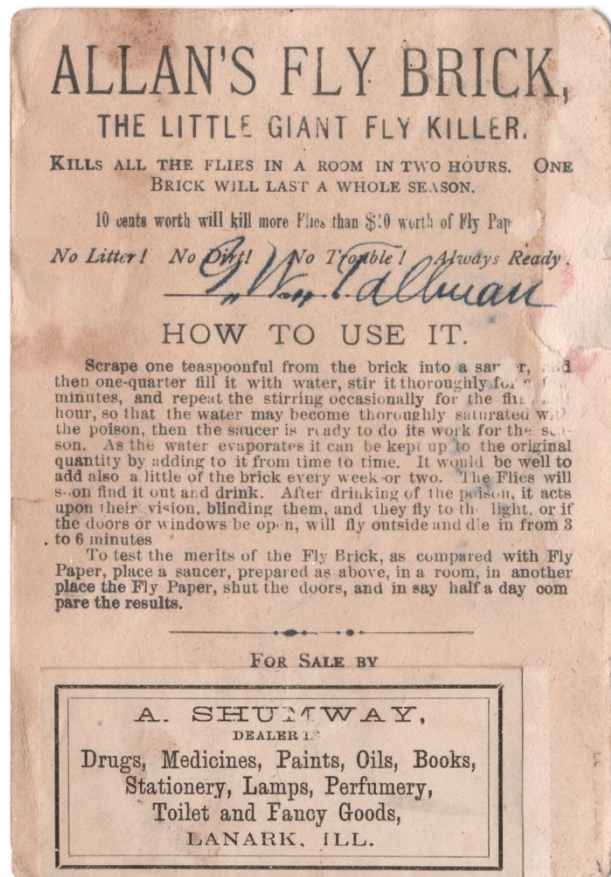 ALLAN'S FLY BRICK,
THE LITTLE GIANT FLY KILLER.
KILLS ALL THE FLIES IN A ROOM IN TWO HOURS. ONE
BRICK WILL LAST A WHOLE SEASON.
10 cents worth will kill more Flies than worth of Fly Pap
No Litter! No Dirt! No Trouble! Always Ready.
G. W. Tallman
HOW TO USE IT.
Scrape one teaspoonful from the brick into a
then one-quarter fill it with water, stir it thoroughly
minutes, and repeat the stirring occasionally for the
hour, so that the water may become thoroughly saturated
the poison, then the saucer is ready to do its work for the
son. As the water evaporates it can be kept up to the original
quantity by adding to it from time to time. It would be well to
add also a little of the brick every week or two. The Flies will
soon find it out and drink. After drinking of the poison, it acts
upon their vision, blinding them, and they fly to the light, or if
the doors or windows be open, will fly outside and die in from 3
to 6 minutes
To test the merits of the Fly Brick, as compared with Fly
Paper, place a saucer, prepared as above, in a room, in another
place the Fly Paper, shut the doors, and in say half a day com
pare the results.
FOR SALE BY
A. SHUMWAY,
DEALER IN
Drugs, Medicines, Paints, Oils, Books,
Stationery, Lamps, Perfumery,
Toilet and Fancy Goods,
LANARK, ILL.